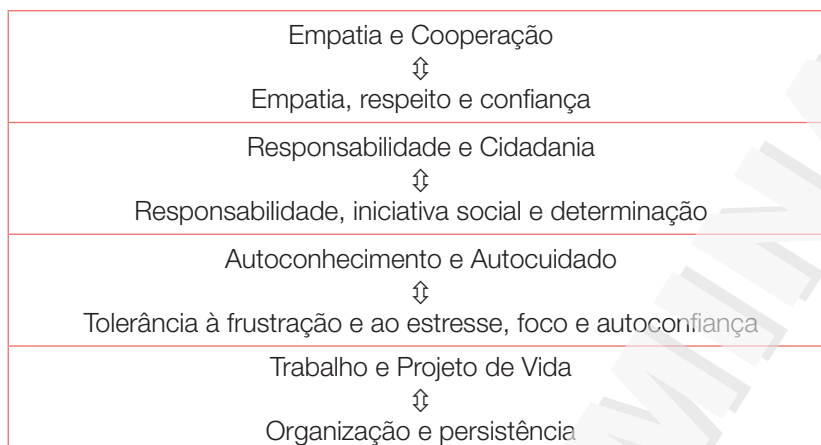 Empatia e Cooperação
⇳
Empatia, respeito e confiança
Responsabilidade e Cidadania
⇳
Responsabilidade, iniciativa social e determinação
Autoconhecimento e Autocuidado
⇳
Tolerância à frustração e ao estresse, foco e autoconfiança
Trabalho e Projeto de Vida
⇳
Organização e persistência